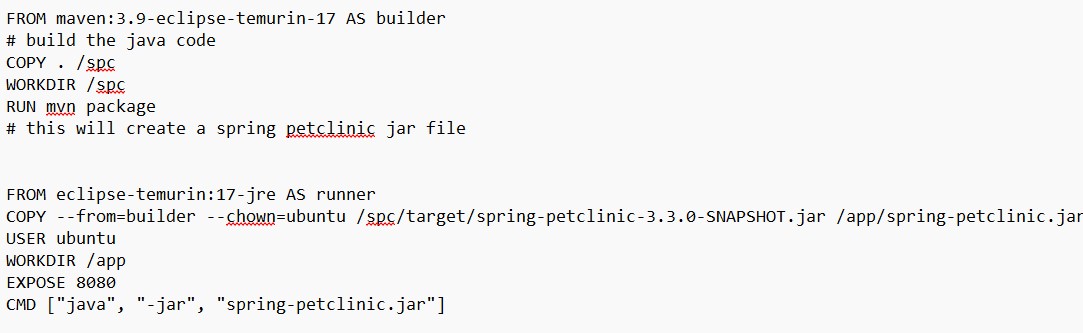 FROM maven:3.9-eclipse-temurin-17 AS builder
# build the java code
COPY . /spc
WORKDIR /spc
RUN mvn package
# this will create a spring petclinic jar file
FROM eclipse-temurin:17-jre AS runner
COPY --from=builder --chown=ubuntu /spc/target/spring-petclinic-3.3.0-SNAPSHOT.jar /app/spring-petclinic.jar
USER ubuntu
WORKDIR /app
EXPOSE 8080
CMD ["java", "-jar", "spring-petclinic.jar"]